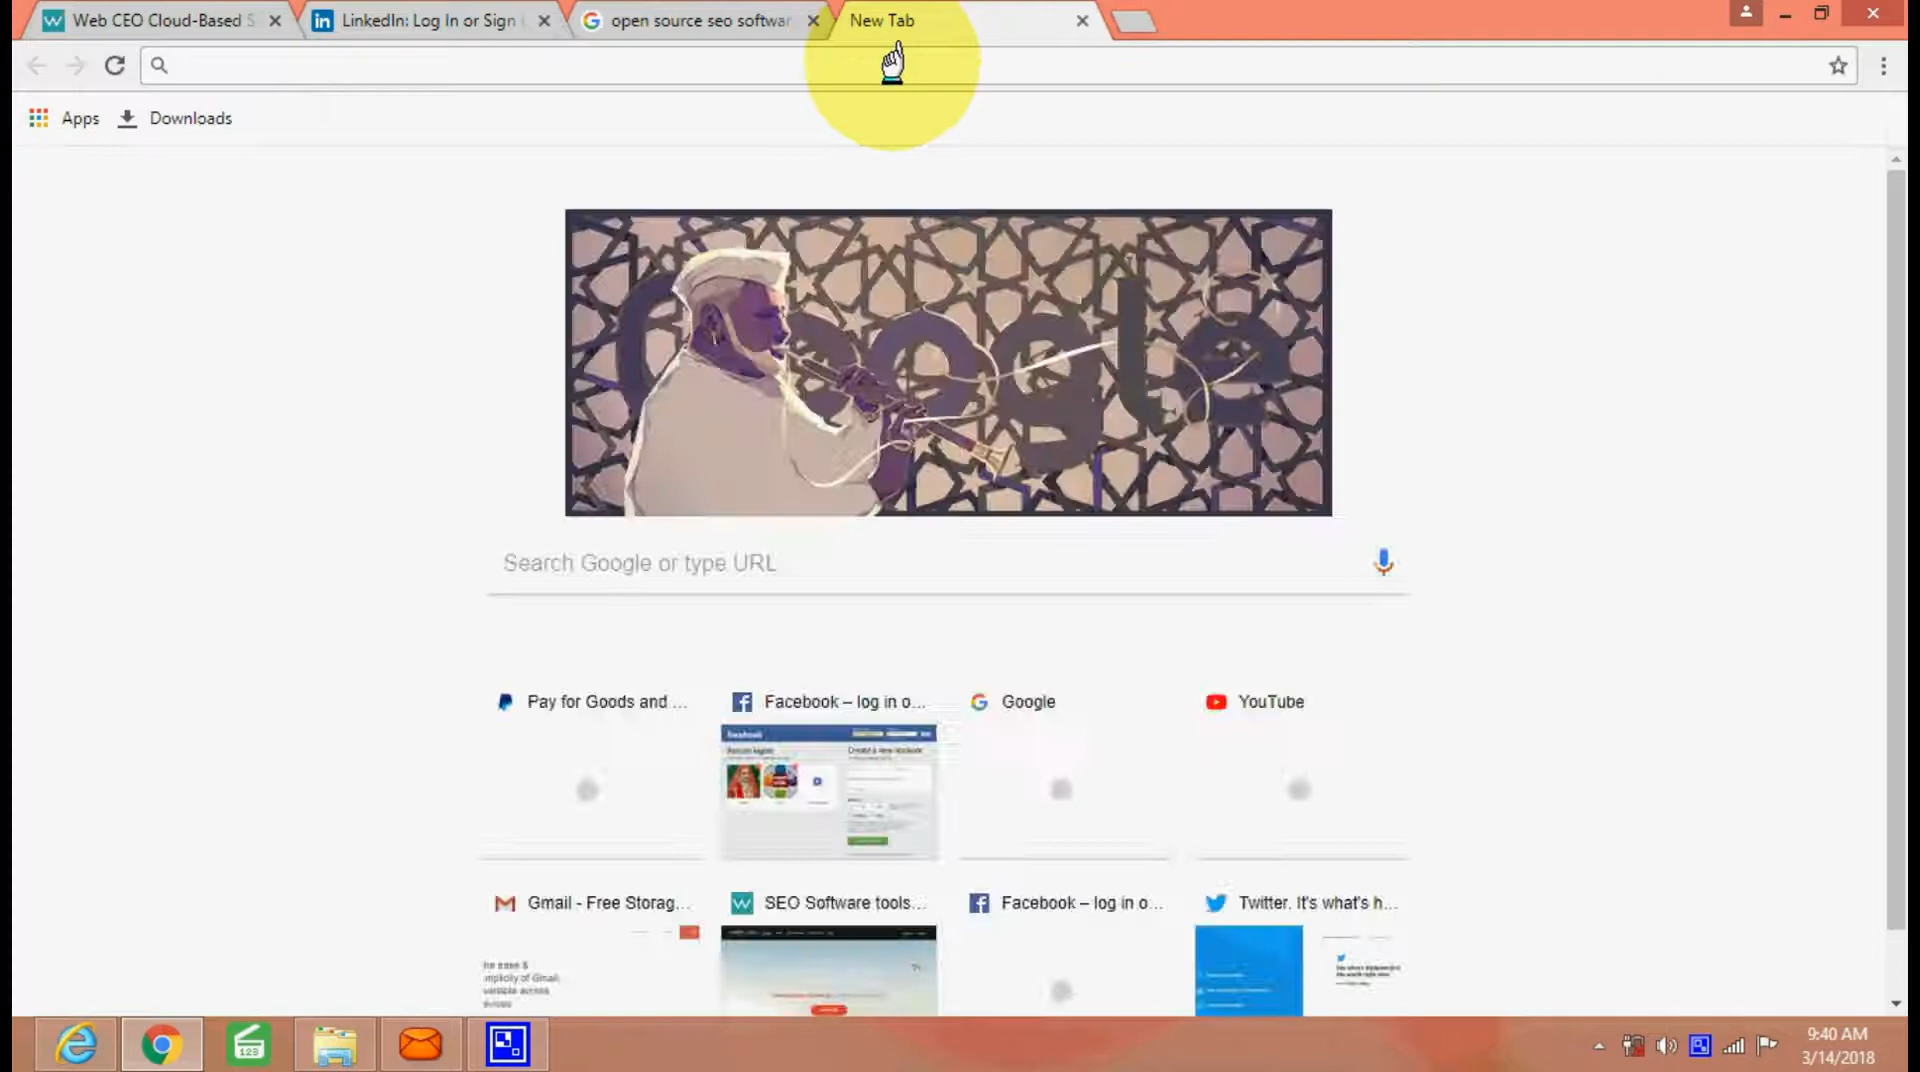 Web CEO Cloud-Based S
LinkedIn: Log In or Sign
open source seo softwar
New Tab
Apps
Downloads
Google
Search Google or type URL
Pay for Goods and ...
Facebook – log in o...
Google
YouTube
Gmail - Free Storag...
SEO Software tools...
Facebook – log in o...
Twitter. It's what's h...
123
9:40 AM
3/14/2018